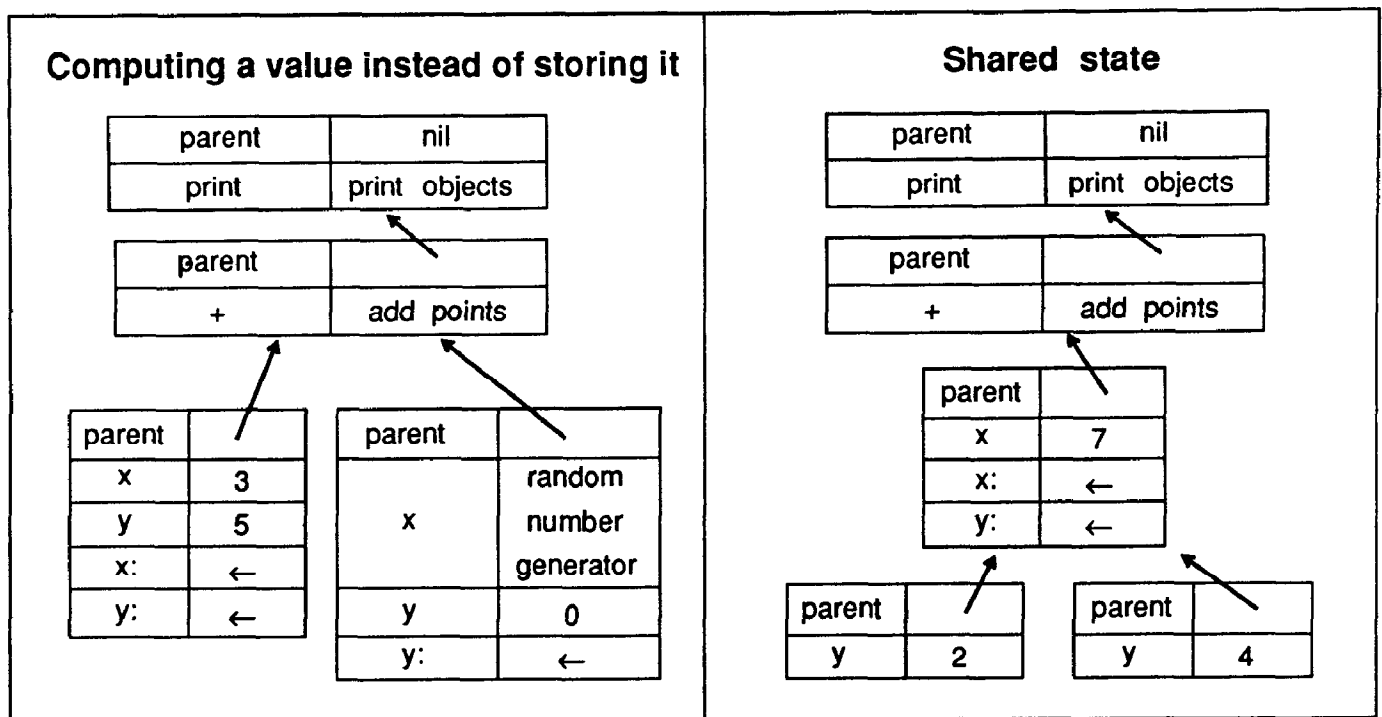 Computing a value instead of storing it
parent nil
print print objects
parent
+ add points
parent
x 3
y 5
x: ←
y: ←
parent
x random number generator
y 0
y: ←
Shared state
parent nil
print print objects
parent
+ add points
parent
x 7
x: ←
y: ←
parent
y 2
parent
y 4